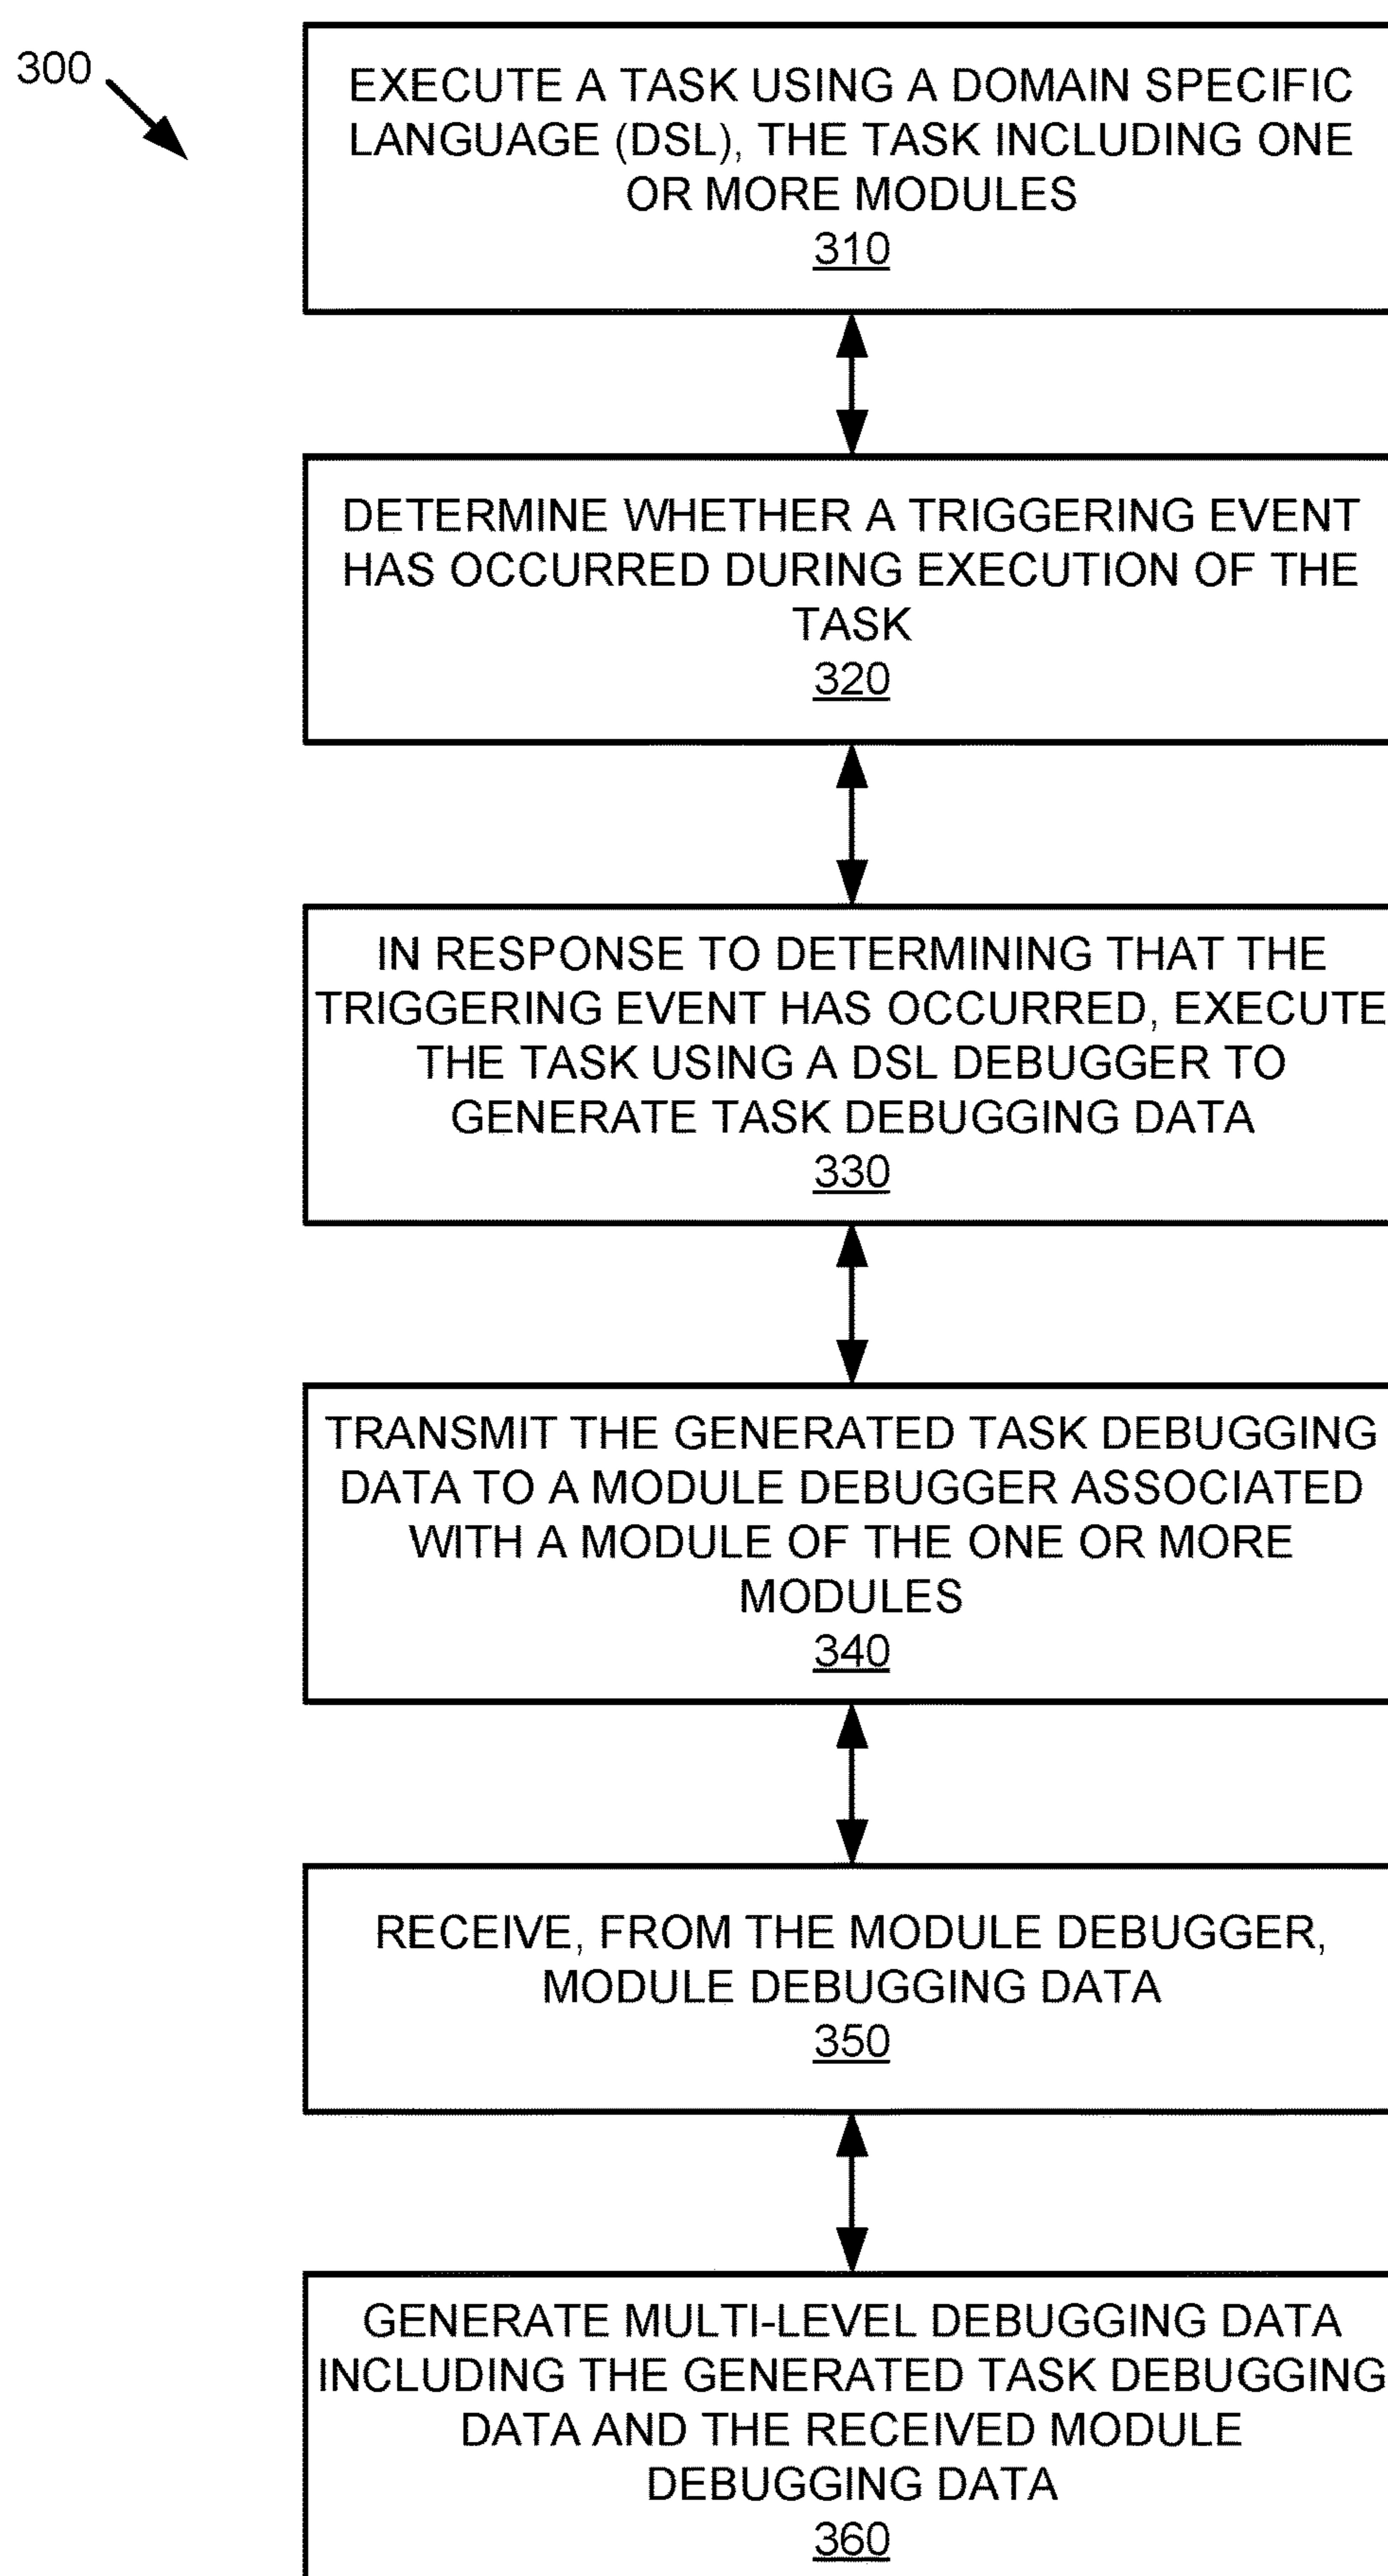 300
EXECUTE A TASK USING A DOMAIN SPECIFIC
LANGUAGE (DSL), THE TASK INCLUDING ONE
OR MORE MODULES
310
DETERMINE WHETHER A TRIGGERING EVENT
HAS OCCURRED DURING EXECUTION OF THE
TASK
320
IN RESPONSE TO DETERMINING THAT THE
TRIGGERING EVENT HAS OCCURRED, EXECUTE
THE TASK USING A DSL DEBUGGER TO
GENERATE TASK DEBUGGING DATA
330
TRANSMIT THE GENERATED TASK DEBUGGING
DATA TO A MODULE DEBUGGER ASSOCIATED
WITH A MODULE OF THE ONE OR MORE
MODULES
340
RECEIVE, FROM THE MODULE DEBUGGER,
MODULE DEBUGGING DATA
350
GENERATE MULTI-LEVEL DEBUGGING DATA
INCLUDING THE GENERATED TASK DEBUGGING
DATA AND THE RECEIVED MODULE
DEBUGGING DATA
360